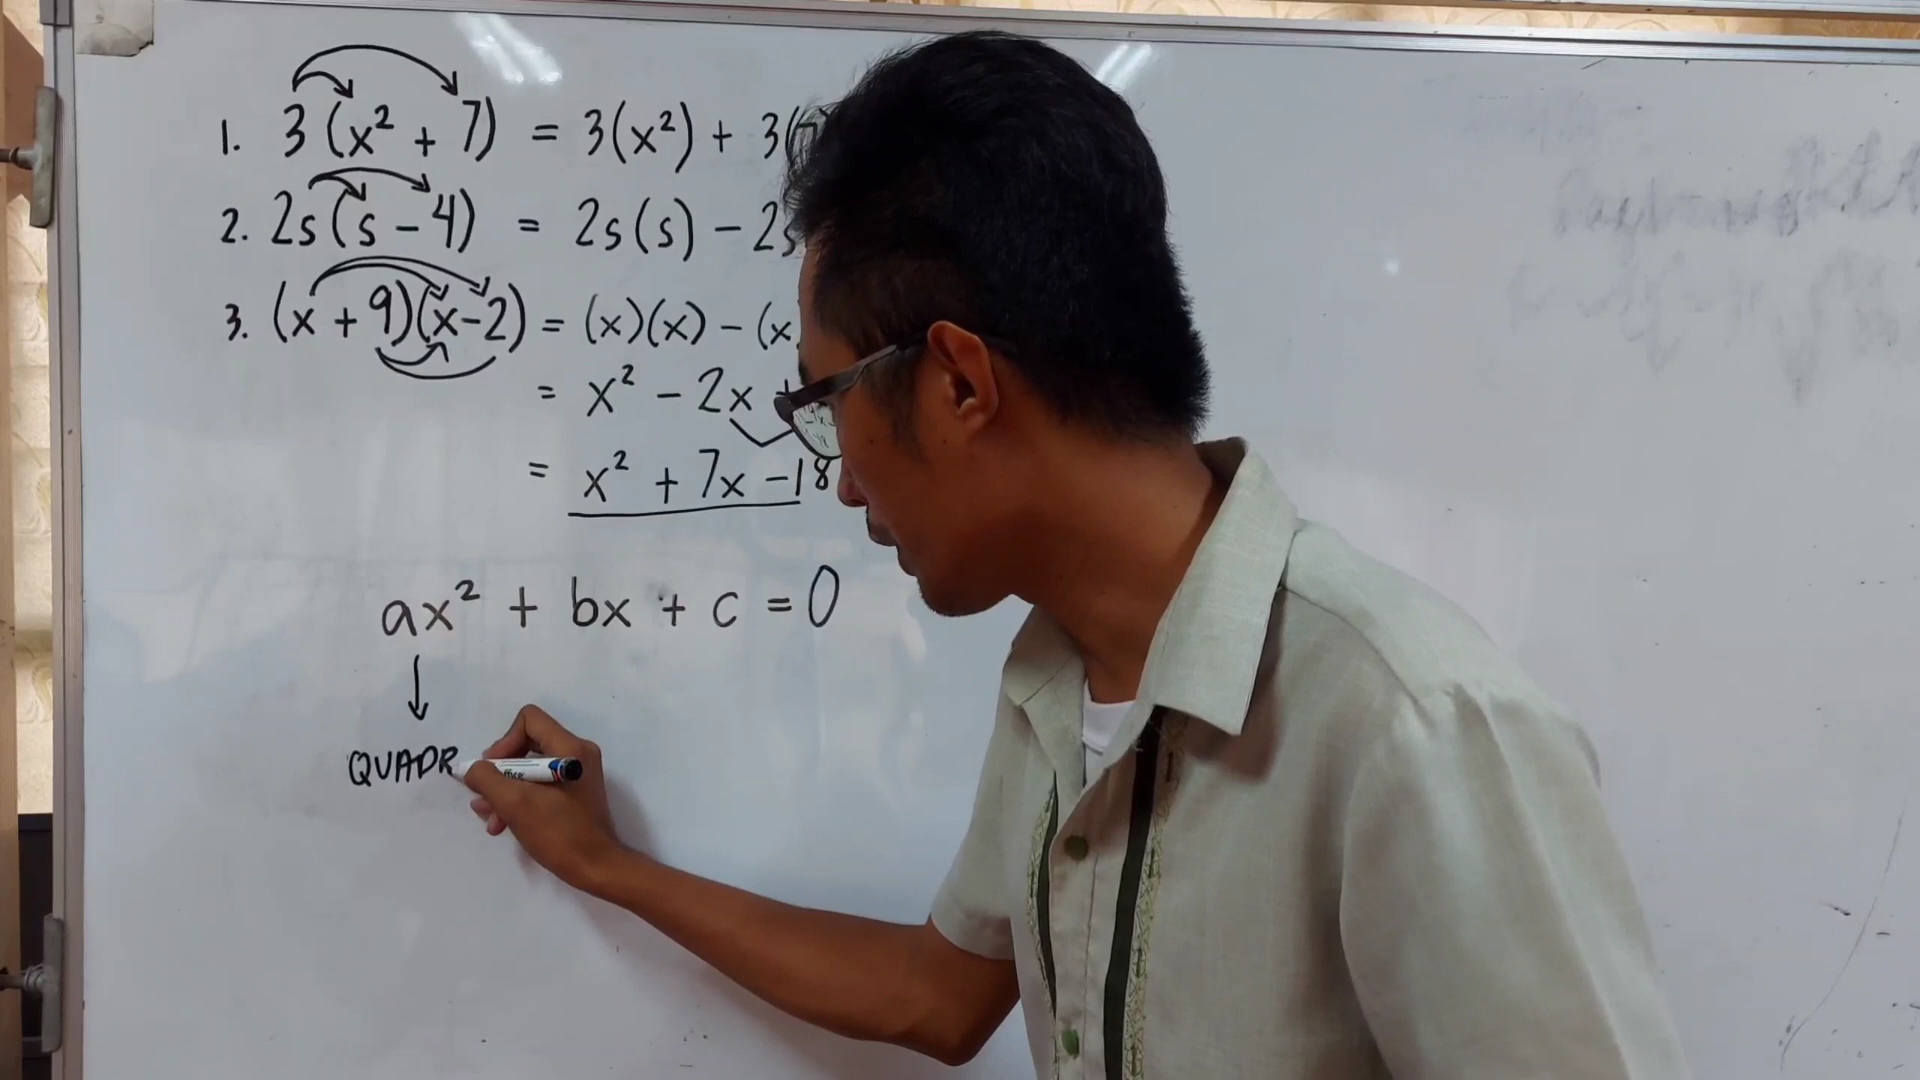 1. 3(x² + 7) = 3(x²) + 3(7
2. 2s(s - 4) = 2s(s) - 2s
3. (x + 9)(x - 2) = (x)(x) - (x
= x² - 2x +
= x² + 7x - 18
ax² + bx + c = 0
QUADR